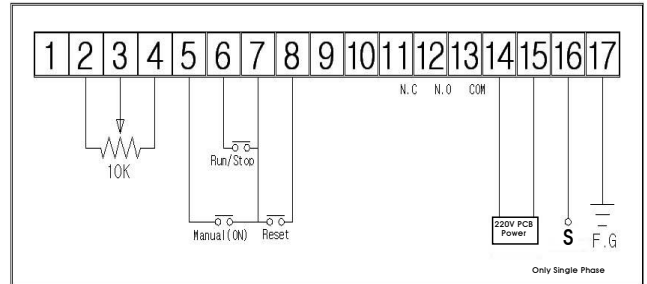 1 2 3 4 5 6 7 8 9 10 11 12 13 14 15 16 17
N.C N.O COM
10K
Run/Stop
Manual(ON) Reset
220V PCB
Power
S F.G
Only Single Phase